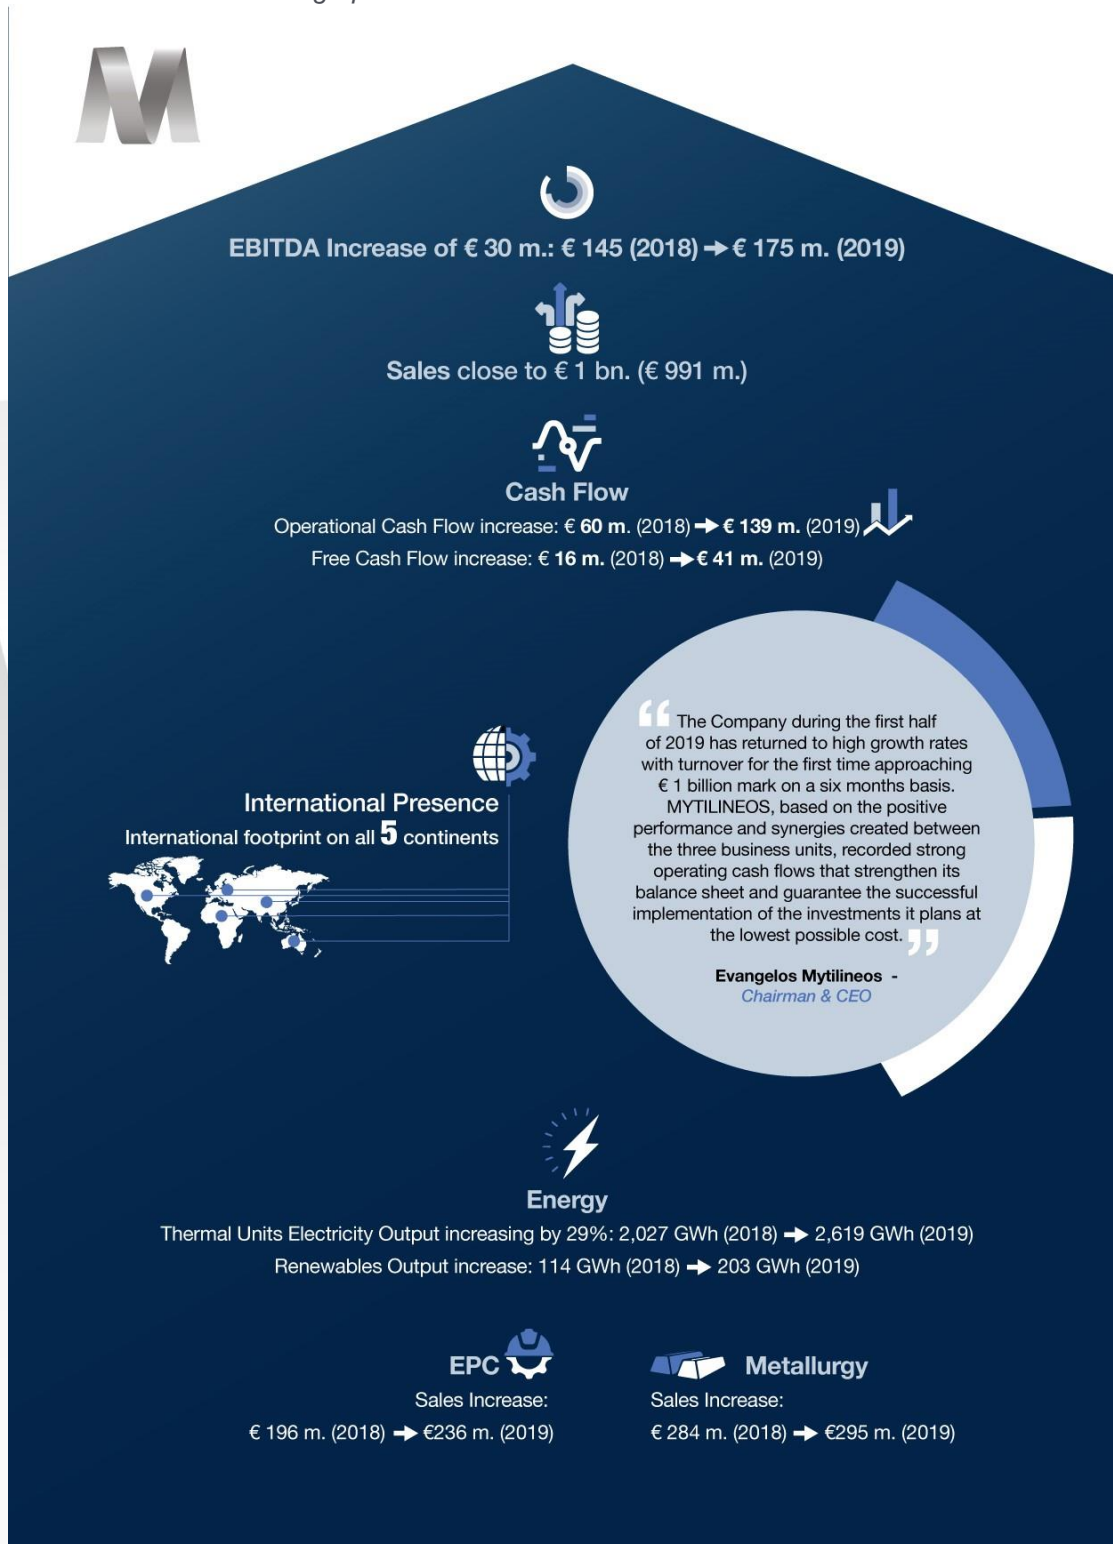 EBITDA Increase of € 30 m.: € 145 (2018) → € 175 m. (2019)
Sales close to € 1 bn. (€ 991 m.)
Cash Flow
Operational Cash Flow increase: € 60 m. (2018) → € 139 m. (2019)
Free Cash Flow increase: € 16 m. (2018) → € 41 m. (2019)
“ The Company during the first half
of 2019 has returned to high growth rates
with turnover for the first time approaching
€ 1 billion mark on a six months basis.
MYTILINEOS, based on the positive
performance and synergies created between
the three business units, recorded strong
operating cash flows that strengthen its
balance sheet and guarantee the successful
implementation of the investments it plans at
the lowest possible cost. ”
Evangelos Mytilineos -
Chairman & CEO
International Presence
International footprint on all 5 continents
Energy
Thermal Units Electricity Output increasing by 29%: 2,027 GWh (2018) → 2,619 GWh (2019)
Renewables Output increase: 114 GWh (2018) → 203 GWh (2019)
EPC
Sales Increase:
€ 196 m. (2018) → €236 m. (2019)
Metallurgy
Sales Increase:
€ 284 m. (2018) → €295 m. (2019)